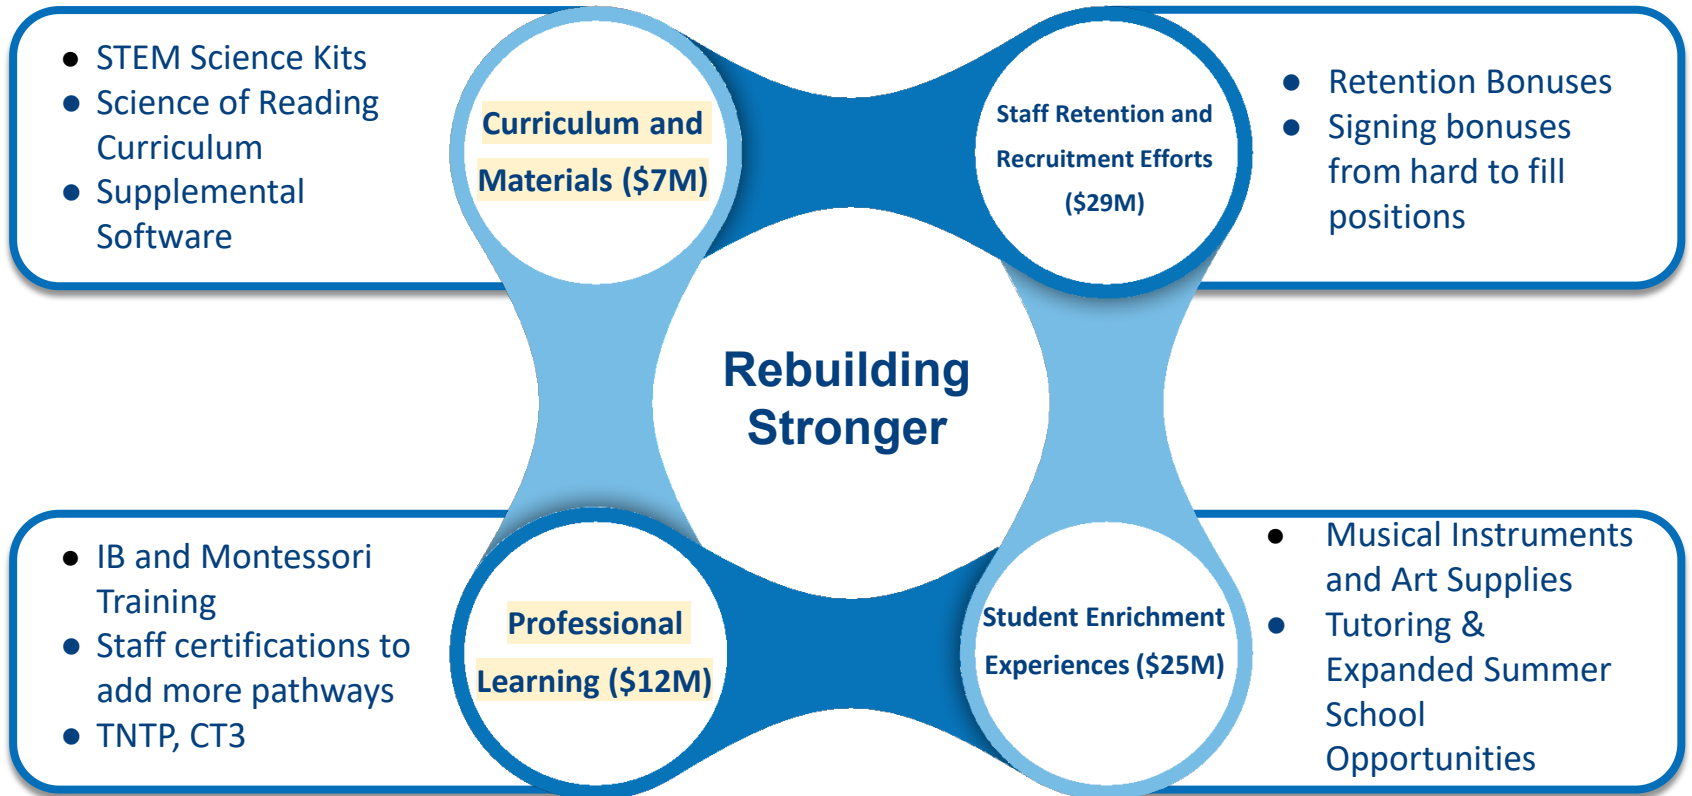 ● STEM Science Kits
● Science of Reading
Curriculum
● Supplemental
Software
Curriculum and
Materials ($7M)
Staff Retention and
Recruitment Efforts
($29M)
● Retention Bonuses
● Signing bonuses
from hard to fill
positions
Rebuilding
Stronger
● IB and Montessori
Training
● Staff certifications to
add more pathways
● TNTP, CT3
Professional
Learning ($12M)
Student Enrichment
Experiences ($25M)
● Musical Instruments
and Art Supplies
● Tutoring &
Expanded Summer
School
Opportunities